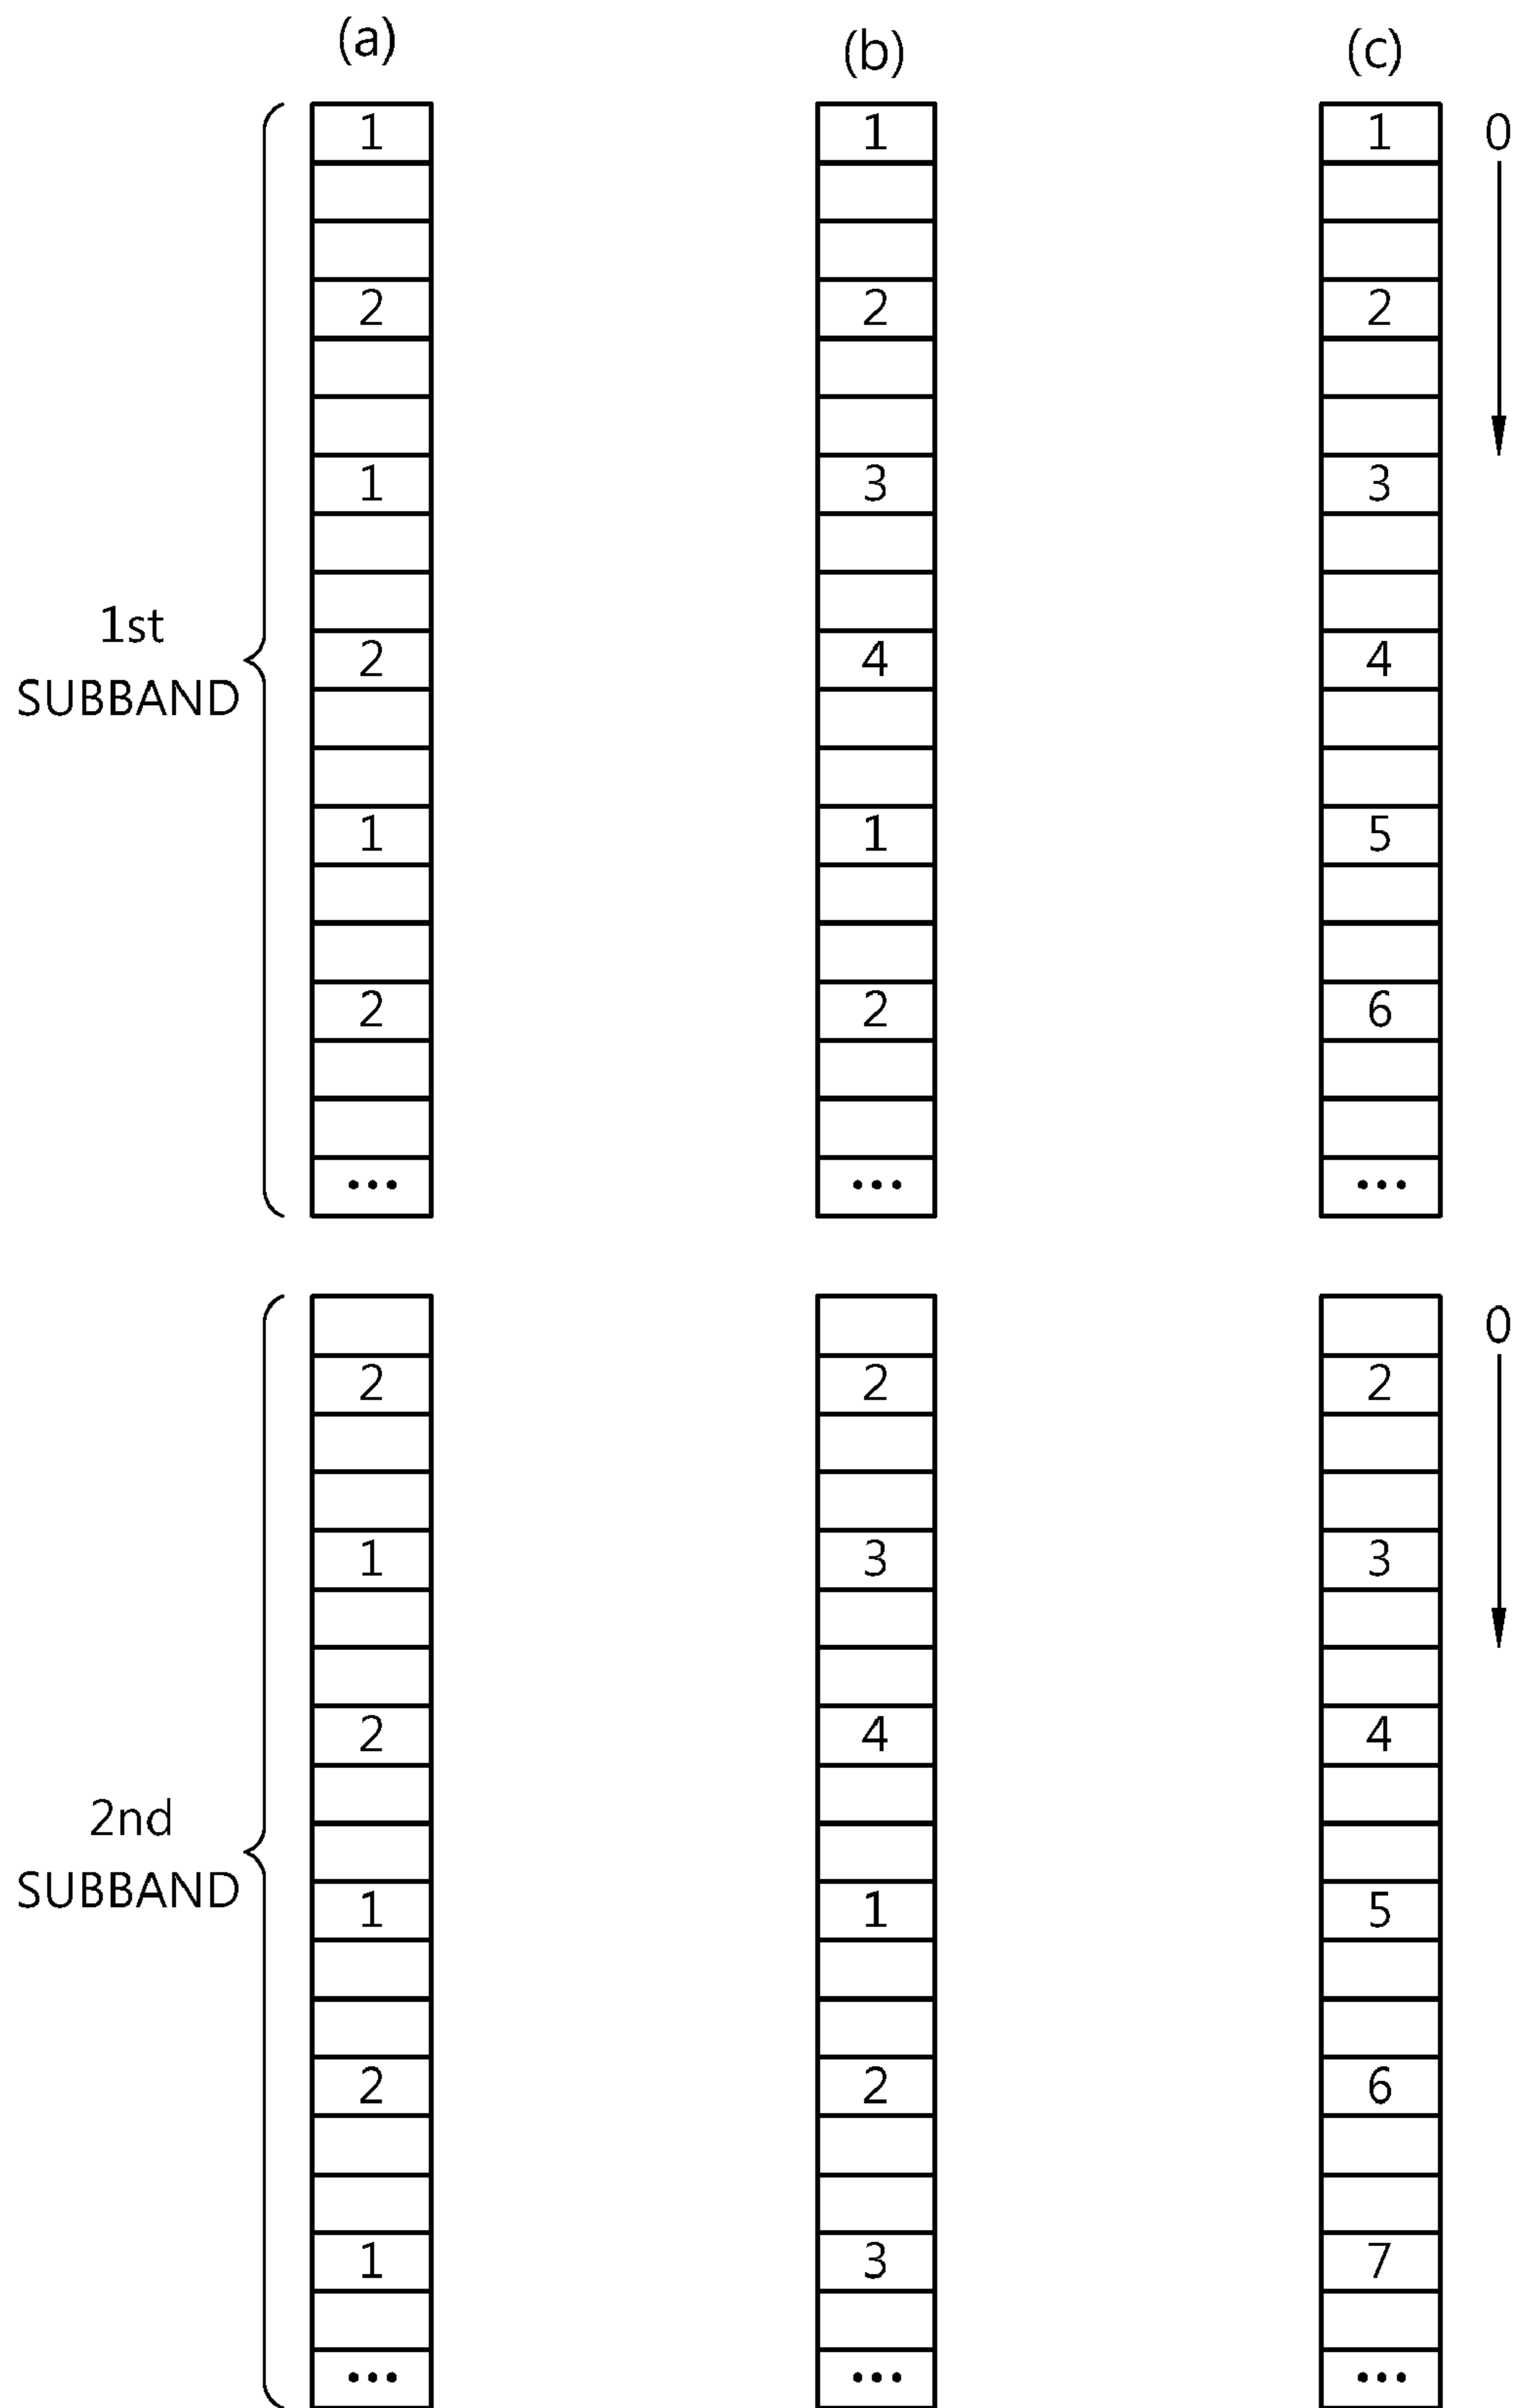 (a) (b) (c)
1 1 1 0
2 2 2
1 3 3
2 4 4
1st
SUBBAND
1 1 5
2 2 6
... ... ...
0
2 2 2
1 3 3
2 4 4
2nd
SUBBAND
1 1 5
2 2 6
1 3 7
... ... ...